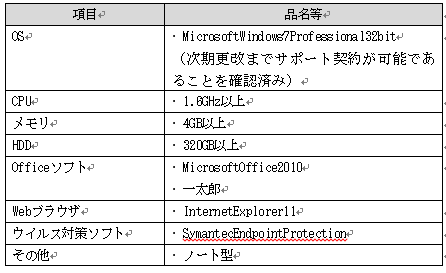 項目 品名等
OS ・MicrosoftWindows7Professional32bit
（次期更改までサポート契約が可能であ
ることを確認済み）
CPU ・1.6GHz以上
メモリ ・4GB以上
HDD ・320GB以上
Officeソフト ・MicrosoftOffice2010
・一太郎
Webブラウザ ・InternetExplorer11
ウイルス対策ソフト ・SymantecEndpointProtection
その他 ・ノート型